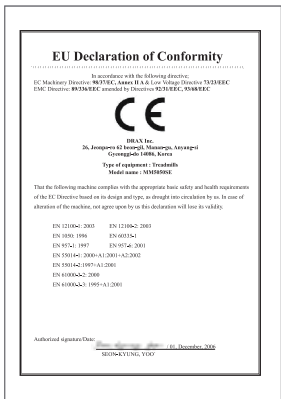 EU Declaration of Conformity
In accordance with the following directive;
EC Machinery Directive: 98/37/EC, Annex II A & Low Voltage Directive 73/23/EEC
EMC Directive: 89/336/EEC amended by Directives 92/31/EEC, 93/68/EEC
CE
DRAX Inc.
26, Jeonpa-ro 62 beon-gil, Manan-gu, Anyang-si
Gyeonggi-do 14086, Korea
Type of equipment : Treadmills
Model name : MM5050SE
That the following machine complies with the appropriate basic safety and health requirements
of the EC Directive based on its design and type, as drought into circulation by us. In case of
alteration of the machine, not agree upon by us this declaration will lose its validity.
EN 12100-1: 2003 EN 12100-2: 2003
EN 1050: 1996 EN 60335-1
EN 957-1: 1997 EN 957-6: 2001
EN 55014-1: 2000+A1:2001+A2:2002
EN 55014-2:1997+A1:2001
EN 61000-3-2: 2000
EN 61000-3-3: 1995+A1:2001
Authorized signature/Date: / 01, December, 2006
SEON-KYUNG, YOO